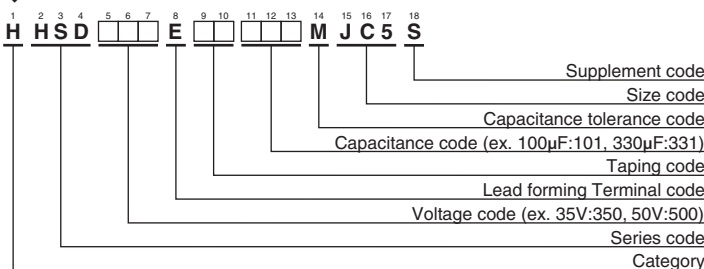 1 2 3 4 5 6 7 8 9 10 11 12 13 14 15 16 17 18
H HSD □□□ E □□ □□□ M JC5 S
Supplement code
Size code
Capacitance tolerance code
Capacitance code (ex. 100µF:101, 330µF:331)
Taping code
Lead forming Terminal code
Voltage code (ex. 35V:350, 50V:500)
Series code
Category